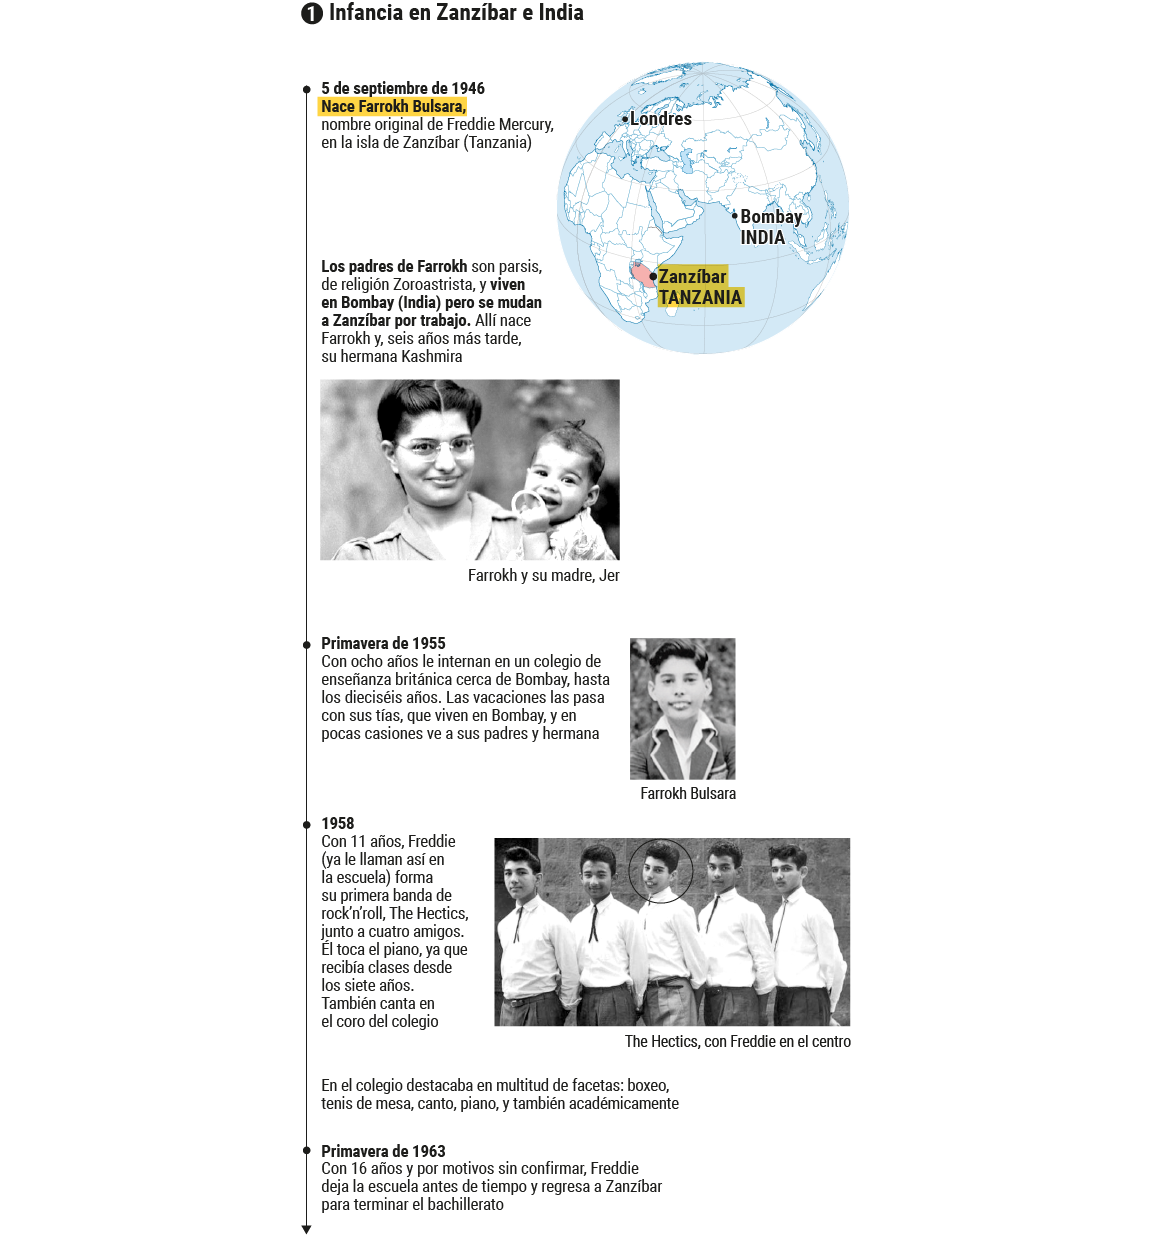 1 Infancia en Zanzíbar e India
5 de septiembre de 1946
Nace Farrokh Bulsara,
nombre original de Freddie Mercury,
en la isla de Zanzíbar (Tanzania)
Londres
Bombay
INDIA
Zanzíbar
TANZANIA
Los padres de Farrokh son parsis,
de religión Zoroastrista, y viven
en Bombay (India) pero se mudan
a Zanzíbar por trabajo. Allí nace
Farrokh y, seis años más tarde,
su hermana Kashmira
Farrokh y su madre, Jer
Primavera de 1955
Con ocho años le internan en un colegio de
enseñanza británica cerca de Bombay, hasta
los dieciséis años. Las vacaciones las pasa
con sus tías, que viven en Bombay, y en
pocas casiones ve a sus padres y hermana
Farrokh Bulsara
1958
Con 11 años, Freddie
(ya le llaman así en
la escuela) forma
su primera banda de
rock’n’roll, The Hectics,
junto a cuatro amigos.
Él toca el piano, ya que
recibía clases desde
los siete años.
También canta en
el coro del colegio
The Hectics, con Freddie en el centro
En el colegio destacaba en multitud de facetas: boxeo,
tenis de mesa, canto, piano, y también académicamente
Primavera de 1963
Con 16 años y por motivos sin confirmar, Freddie
deja la escuela antes de tiempo y regresa a Zanzíbar
para terminar el bachillerato